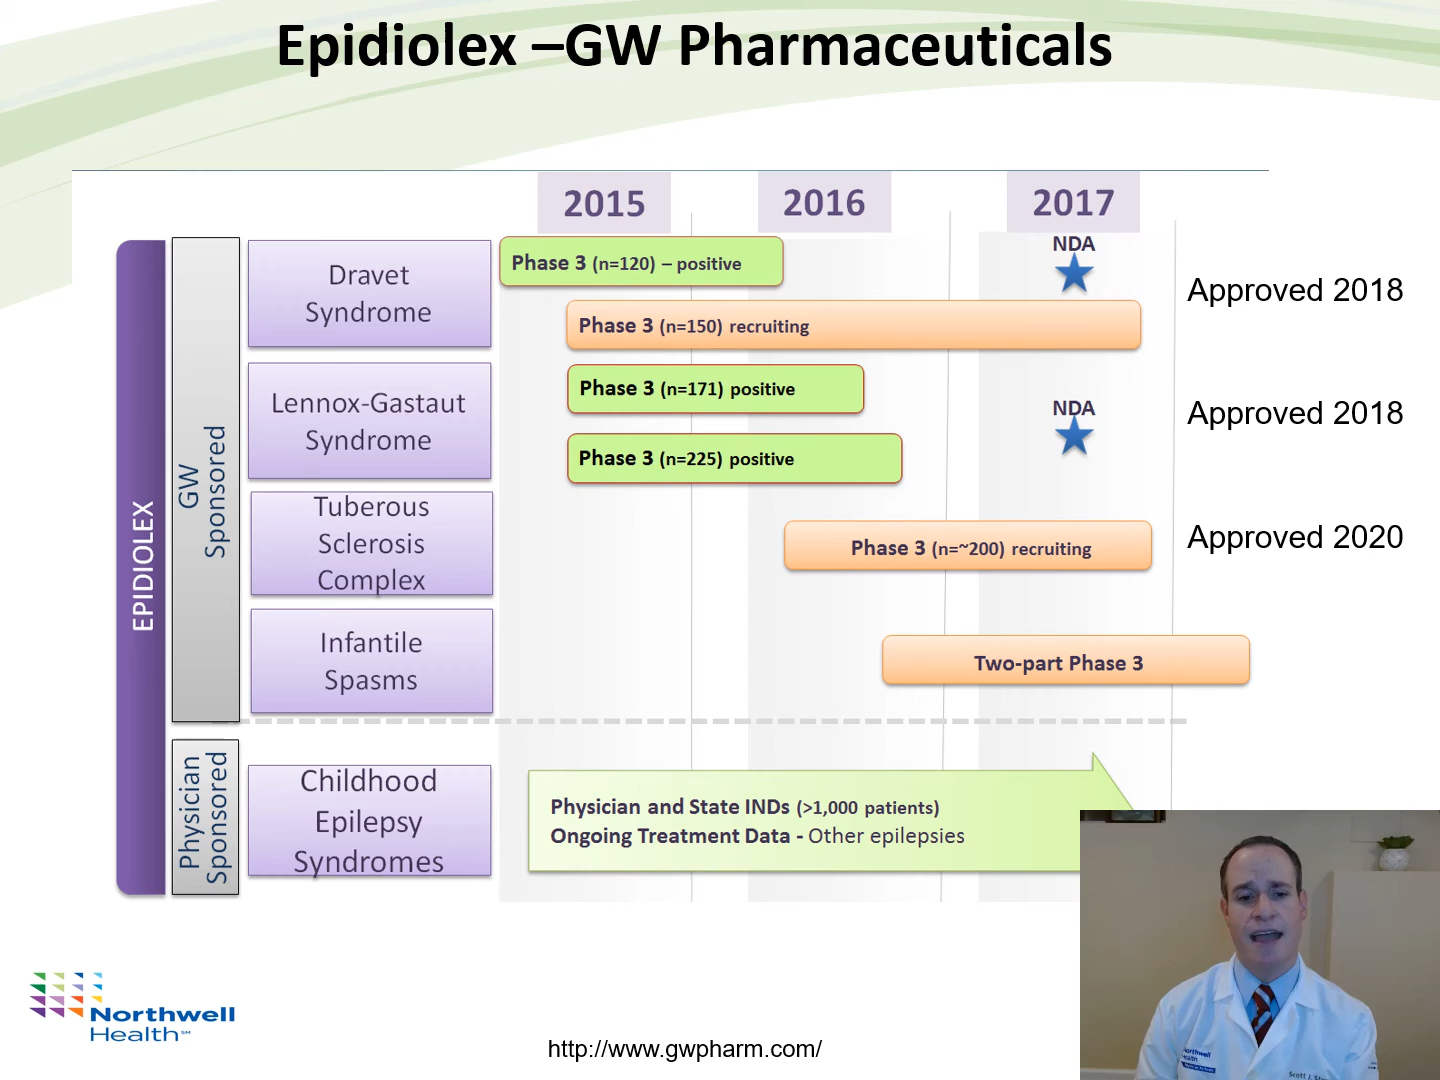 Epidiolex –GW Pharmaceuticals
2015
2016
2017
EPIDIOLEX
GW
Sponsored
Dravet
Syndrome
Phase 3 (n=120) – positive
NDA
Approved 2018
Phase 3 (n=150) recruiting
Lennox-Gastaut
Syndrome
Phase 3 (n=171) positive
NDA
Approved 2018
Phase 3 (n=225) positive
Tuberous
Sclerosis
Complex
Phase 3 (n=~200) recruiting
Approved 2020
Infantile
Spasms
Two-part Phase 3
Physician
Sponsored
Childhood
Epilepsy
Syndromes
Physician and State INDs (>1,000 patients)
Ongoing Treatment Data - Other epilepsies
Northwell
Health℠
http://www.gwpharm.com/
Northwell
Health
Scott J.